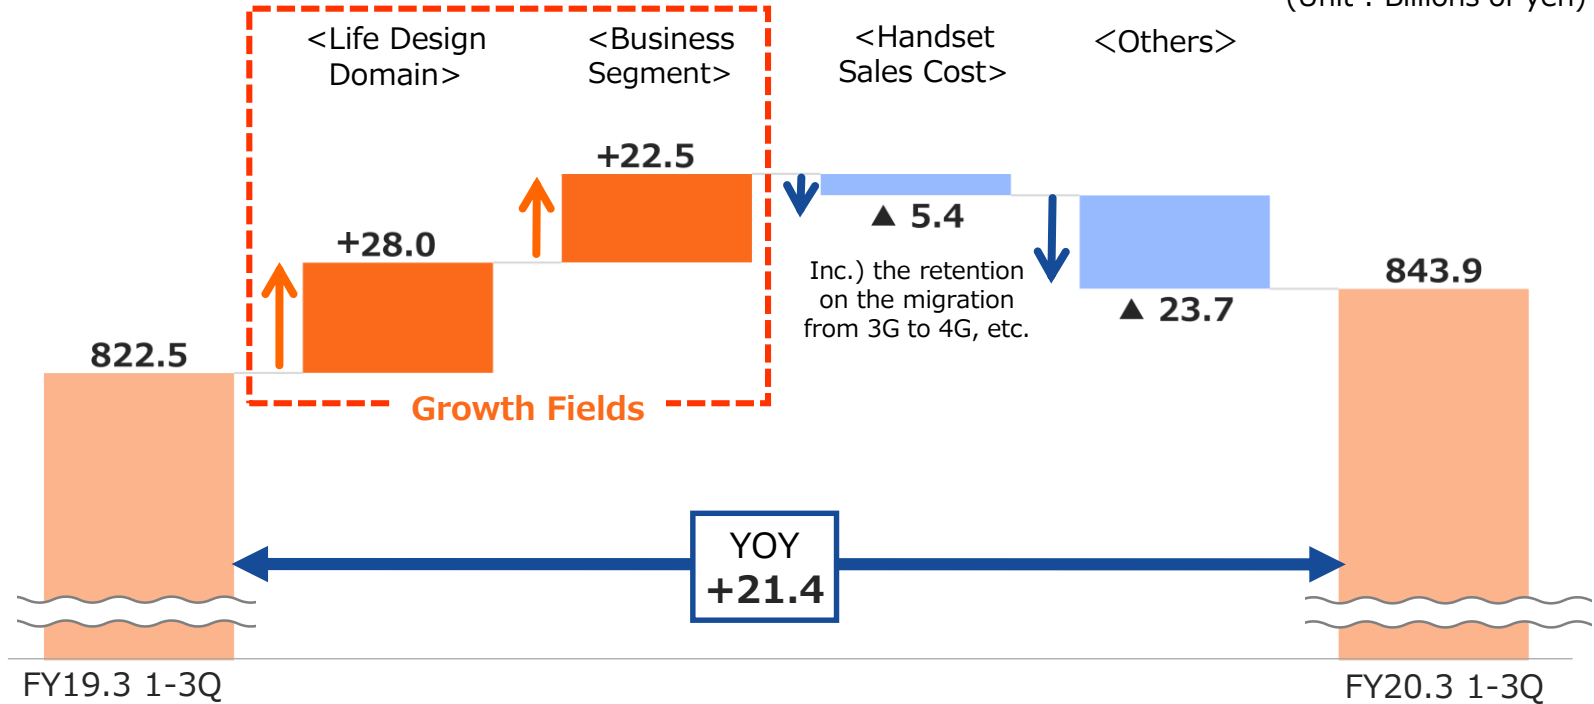 (Unit : Billions of yen)
<Life Design
Domain>
<Business
Segment>
<Handset
Sales Cost>
<Others>
+22.5
+28.0
▲ 5.4
Inc.) the retention
on the migration
from 3G to 4G, etc.
▲ 23.7
843.9
822.5
Growth Fields
YOY
+21.4
FY19.3 1-3Q
FY20.3 1-3Q